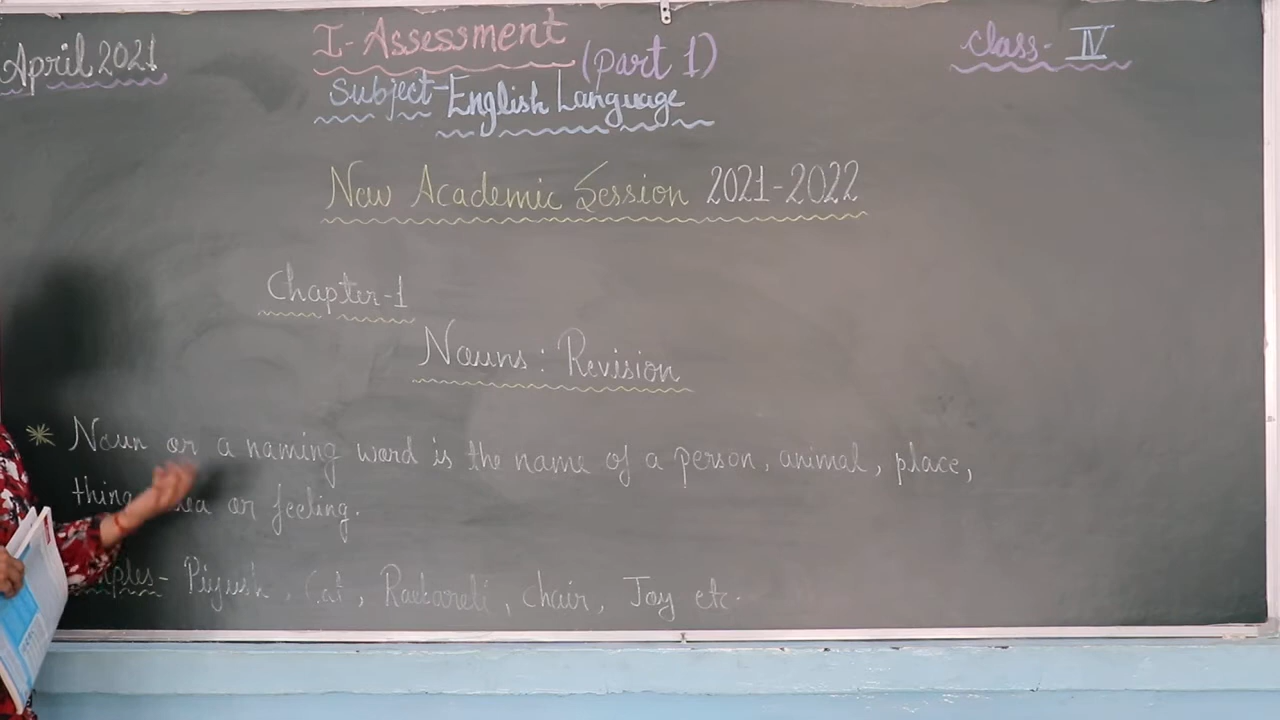 April 2021
I-Assessment (part 1)
class- IV
Subject-English Language
New Academic Session 2021-2022
Chapter-1
Nouns: Revision
* Noun or a naming word is the name of a person, animal, place,
or feeling.
Piyush, Cat, Raebareli, chair, Joy etc.